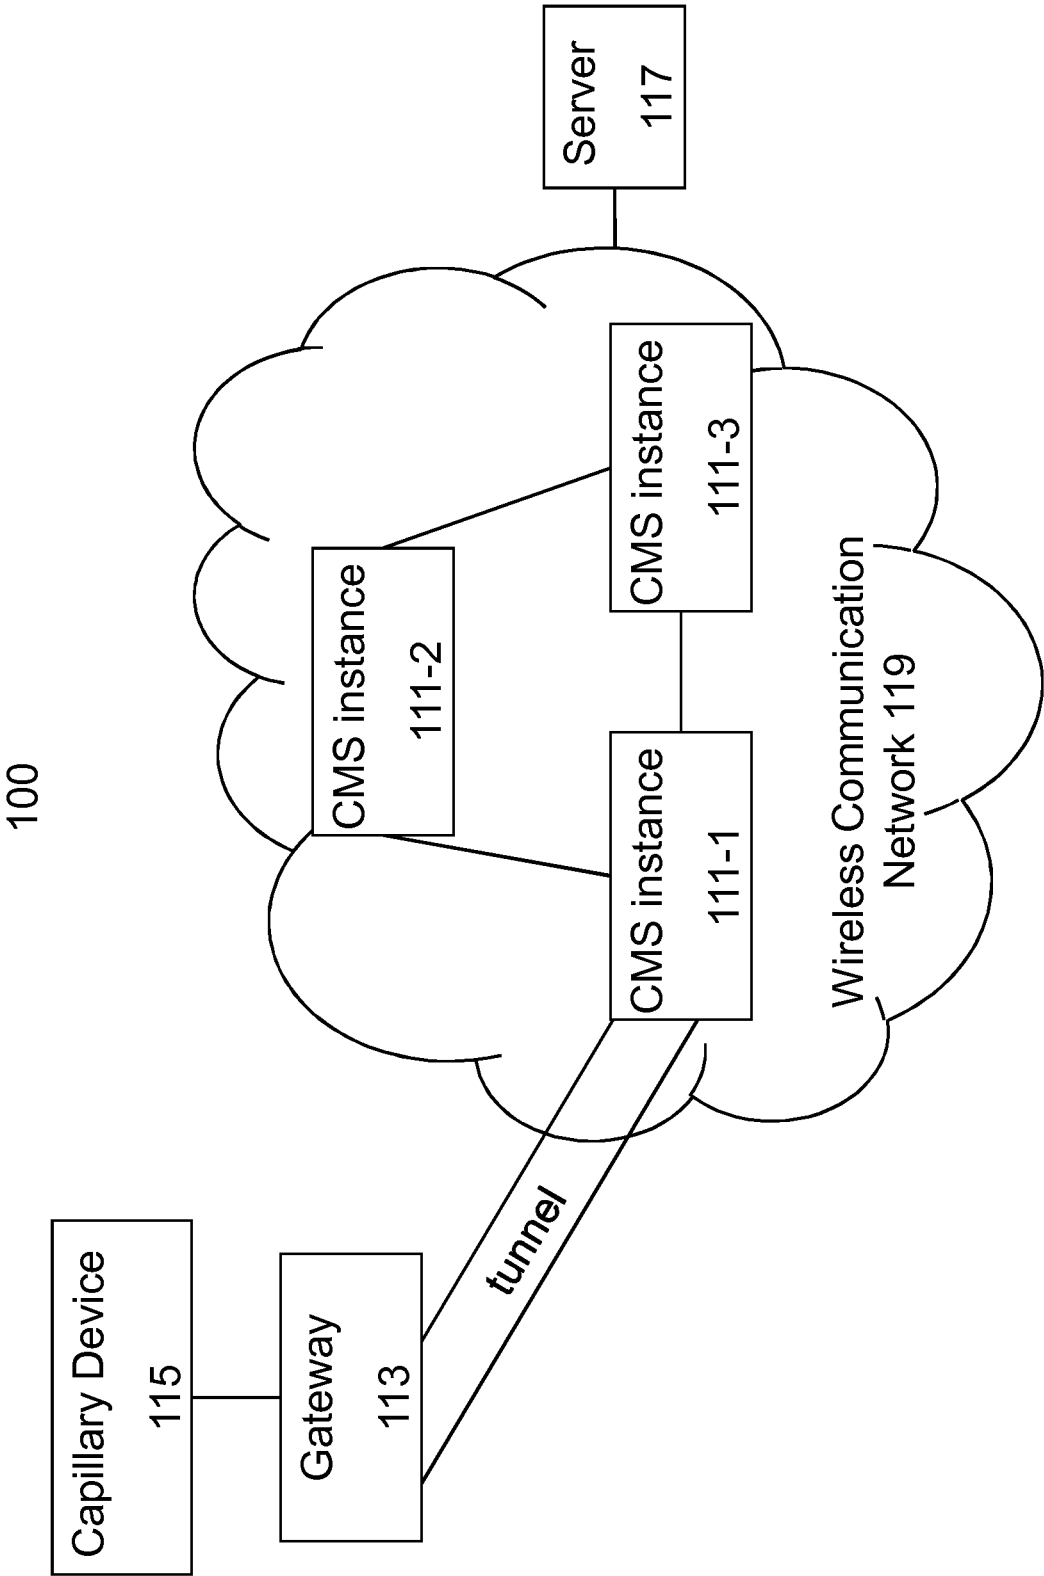 100
Capillary Device
115
Gateway
113
tunnel
CMS instance
111-2
CMS instance
111-1
CMS instance
111-3
Wireless Communication
Network 119
Server
117